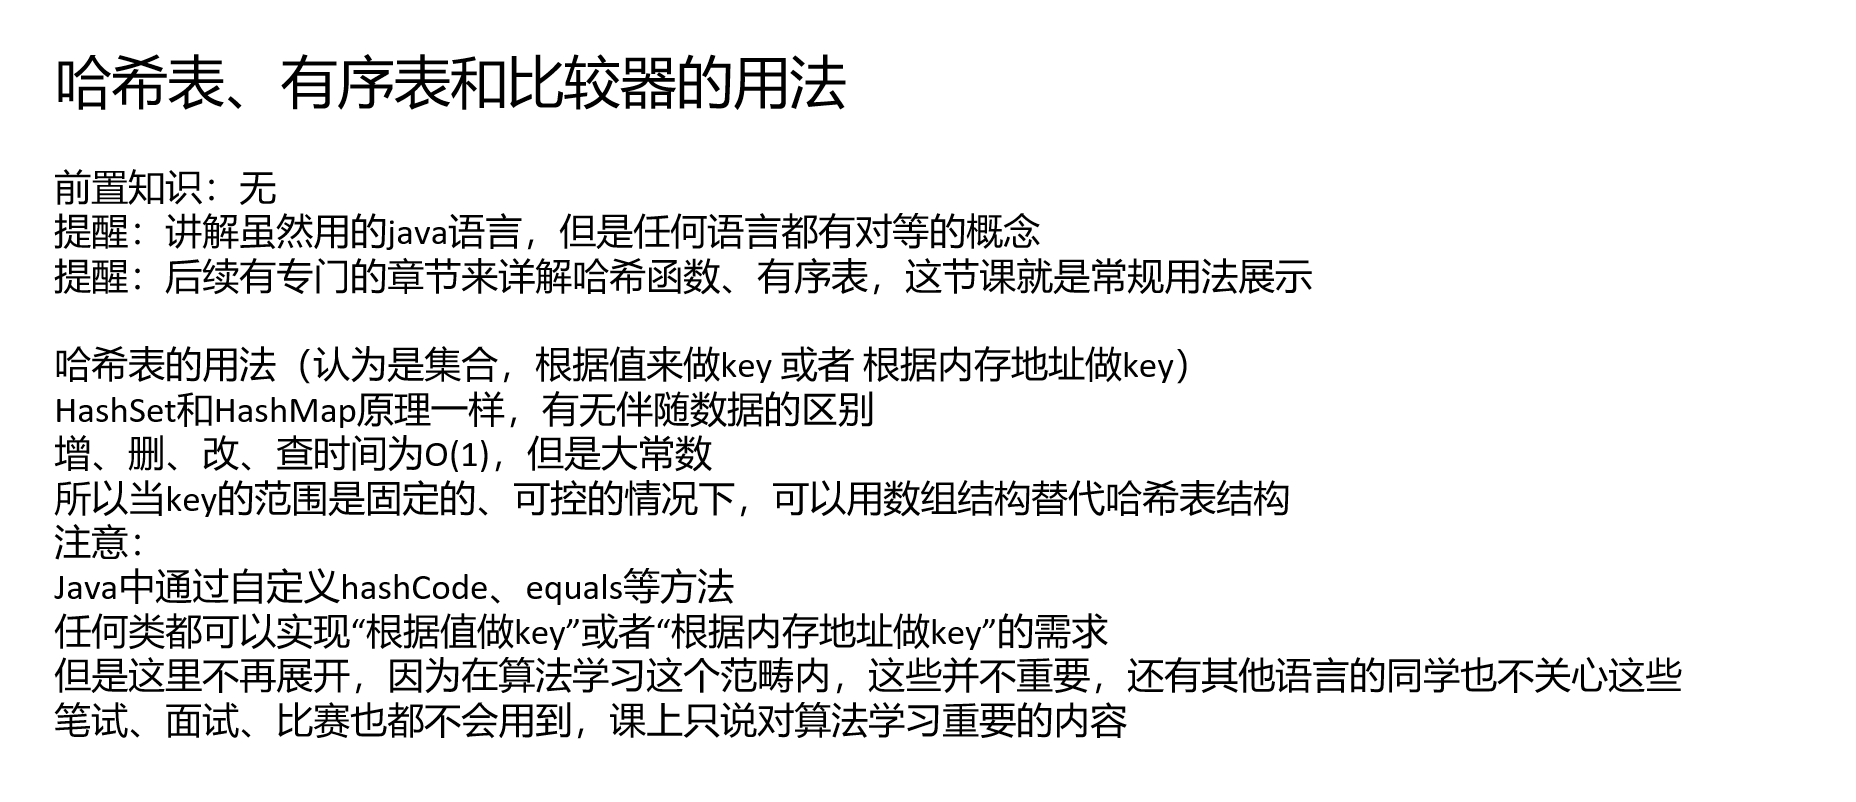 哈希表、有序表和比较器的用法
前置知识：无
提醒：讲解虽然用的java语言，但是任何语言都有对等的概念
提醒：后续有专门的章节来详解哈希函数、有序表，这节课就是常规用法展示
哈希表的用法（认为是集合，根据值来做key 或者 根据内存地址做key）
HashSet和HashMap原理一样，有无伴随数据的区别
增、删、改、查时间为O(1)，但是大常数
所以当key的范围是固定的、可控的情况下，可以用数组结构替代哈希表结构
注意：
Java中通过自定义hashCode、equals等方法
任何类都可以实现“根据值做key”或者“根据内存地址做key”的需求
但是这里不再展开，因为在算法学习这个范畴内，这些并不重要，还有其他语言的同学也不关心这些
笔试、面试、比赛也都不会用到，课上只说对算法学习重要的内容